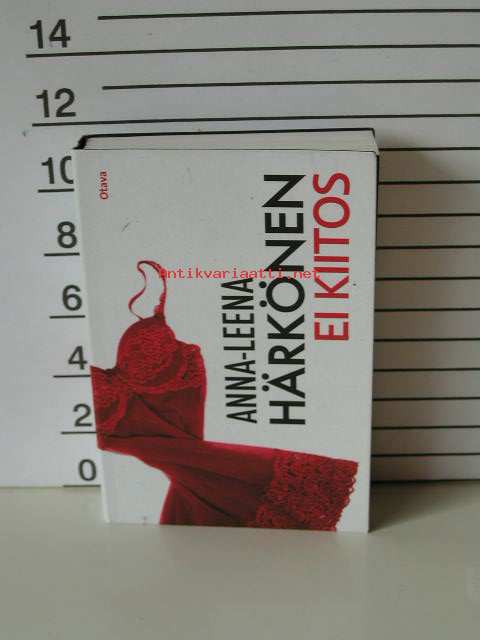 14
12
10
8
6
4
2
0
Otava
ANNA-LEENA
HÄRKÖNEN
EI KIITOS
Antikvariaatti.net